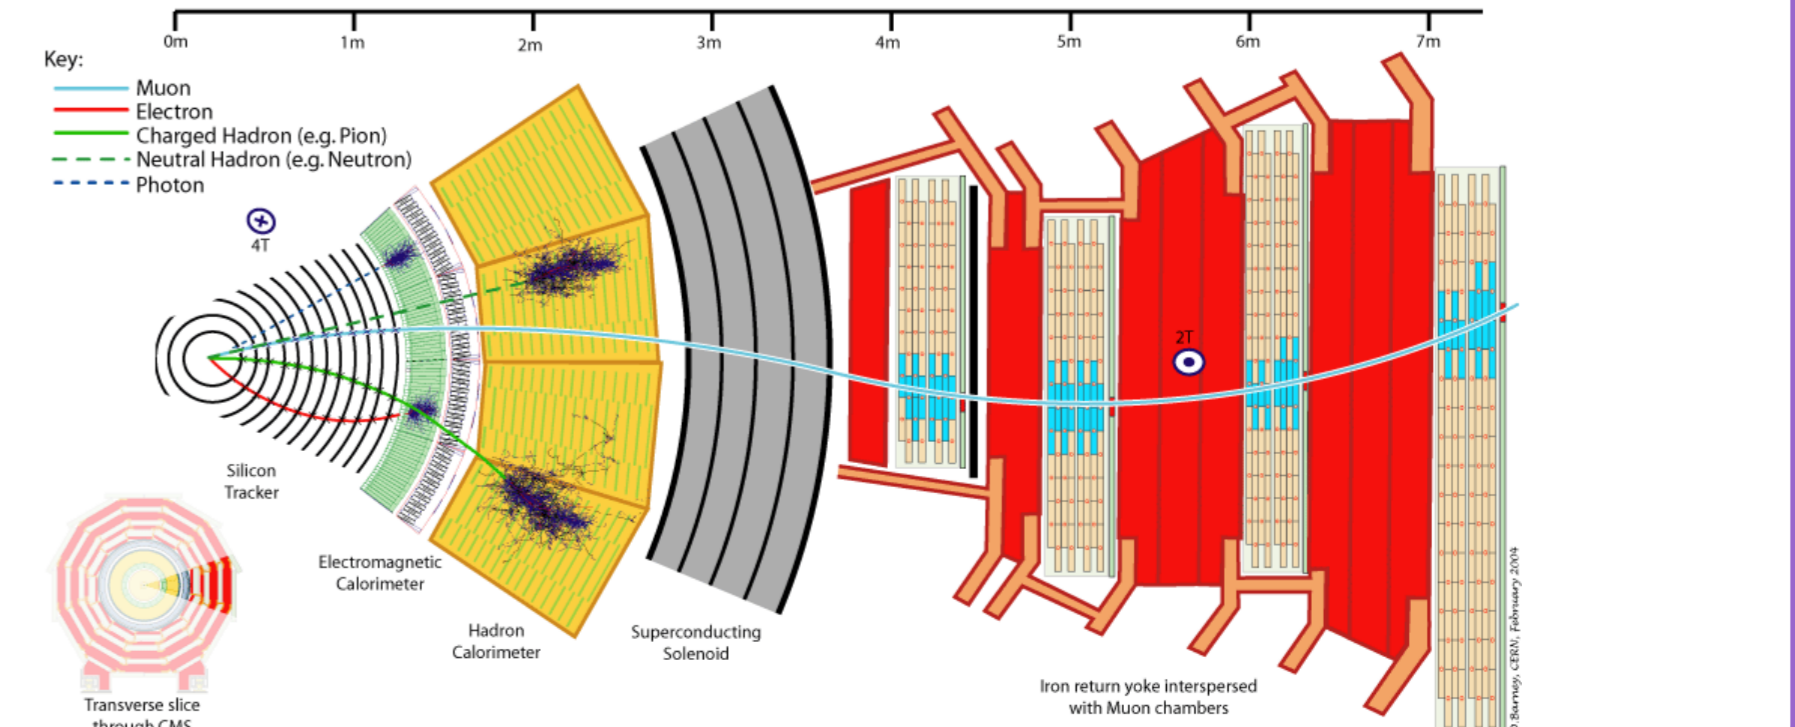 0m 1m 2m 3m 4m 5m 6m 7m
Key:
Muon
Electron
Charged Hadron (e.g. Pion)
Neutral Hadron (e.g. Neutron)
Photon
4T
2T
Silicon
Tracker
Electromagnetic
Calorimeter
Hadron
Calorimeter
Superconducting
Solenoid
Iron return yoke interspersed
with Muon chambers
Transverse slice
through CMS
D.Barney, CERN, February 2004